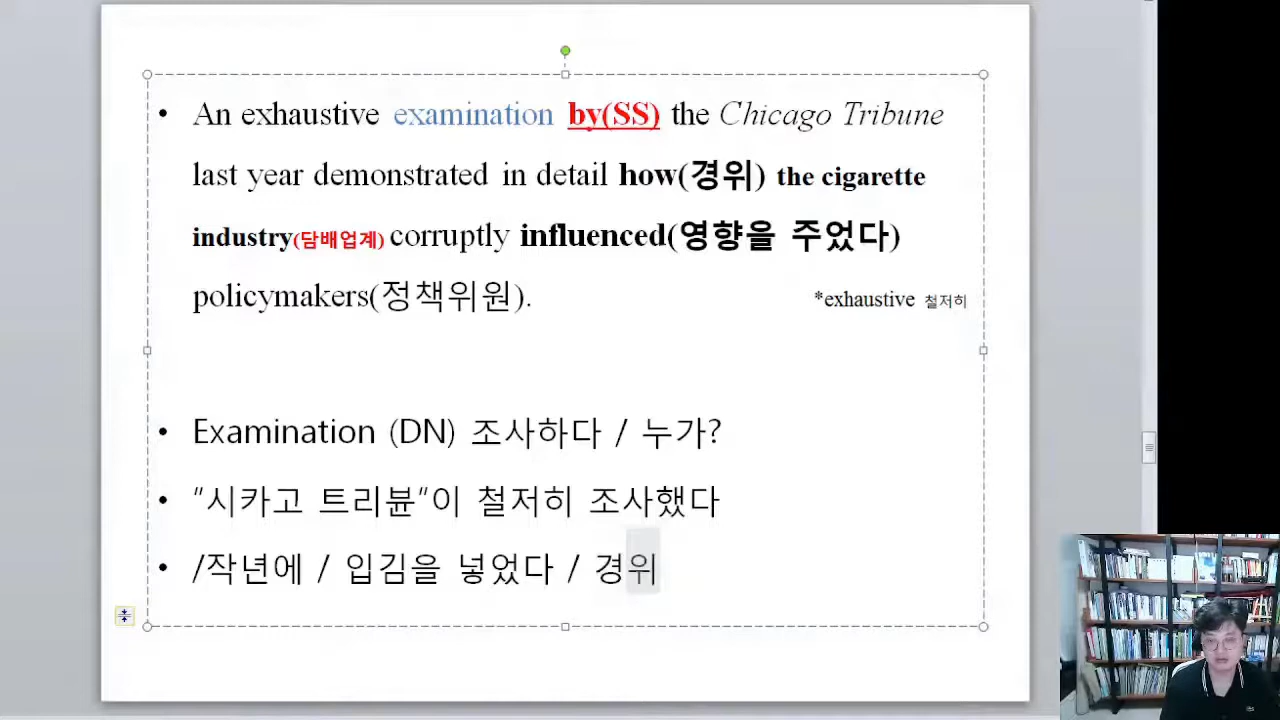 • An exhaustive examination by(SS) the Chicago Tribune
last year demonstrated in detail how(경위) the cigarette
industry(담배업계) corruptly influenced(영향을 주었다)
policymakers(정책위원). *exhaustive 철저히
• Examination (DN) 조사하다 / 누가?
• "시카고 트리뷴"이 철저히 조사했다
• /작년에 / 입김을 넣었다 / 경위